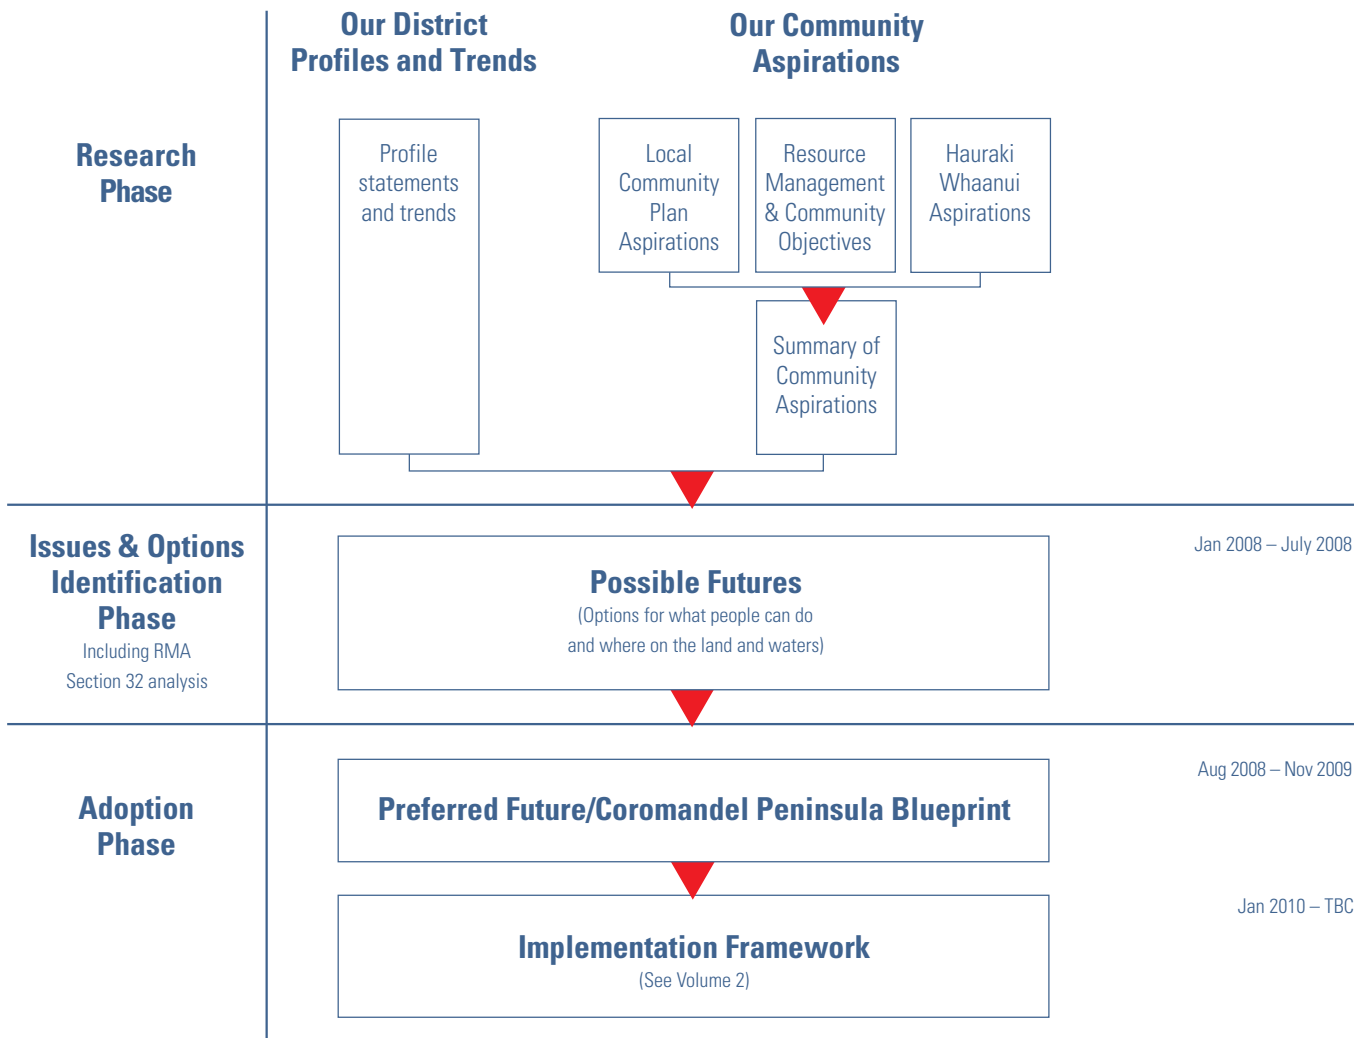 Our District
Profiles and Trends
Our Community
Aspirations
Research
Phase
Profile
statements
and trends
Local
Community
Plan
Aspirations
Resource
Management
& Community
Objectives
Hauraki
Whaanui
Aspirations
Summary of
Community
Aspirations
Issues & Options
Identification
Phase
Including RMA
Section 32 analysis
Possible Futures
(Options for what people can do
and where on the land and waters)
Jan 2008 – July 2008
Adoption
Phase
Preferred Future/Coromandel Peninsula Blueprint
Aug 2008 – Nov 2009
Implementation Framework
(See Volume 2)
Jan 2010 – TBC